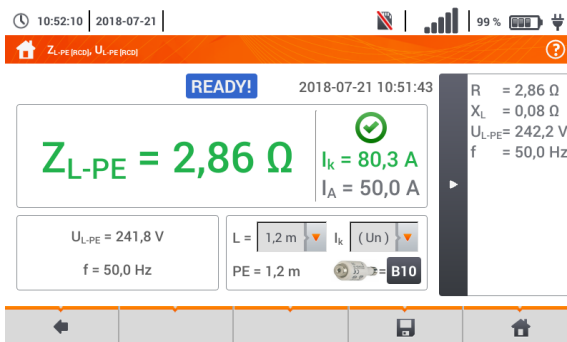 10:52:10 2018-07-21 99 %
ZL-PE [RCD], UL-PE [RCD] ?
READY! 2018-07-21 10:51:43
ZL-PE = 2,86 Ω
Ik = 80,3 A
IA = 50,0 A
UL-PE = 241,8 V
f = 50,0 Hz
L = 1,2 m Ik (Un)
PE = 1,2 m = B10
R = 2,86 Ω
XL = 0,08 Ω
UL-PE= 242,2 V
f = 50,0 Hz